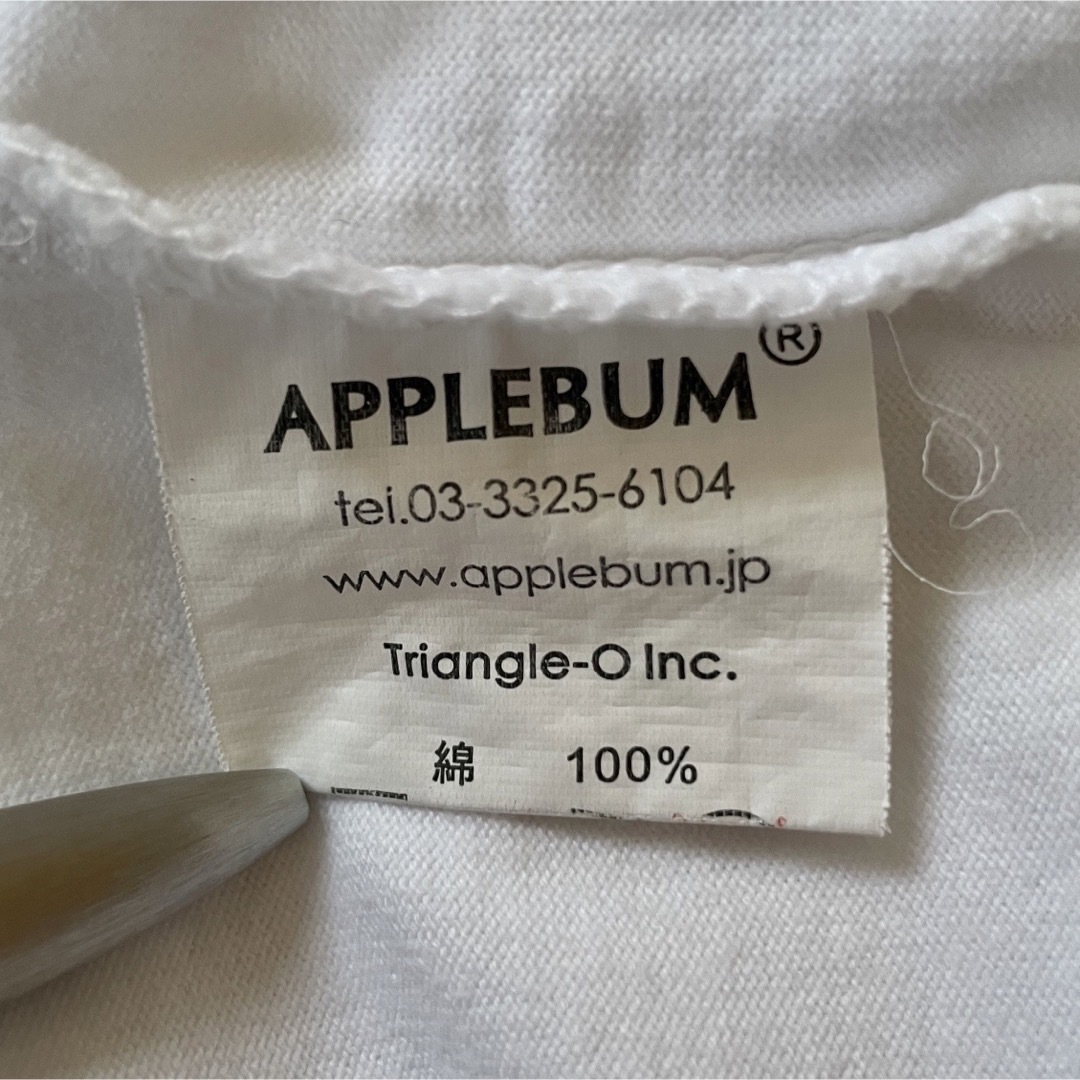 APPLEBUM®
tel.03-3325-6104
www.applebum.jp
Triangle-O Inc.
綿 100%